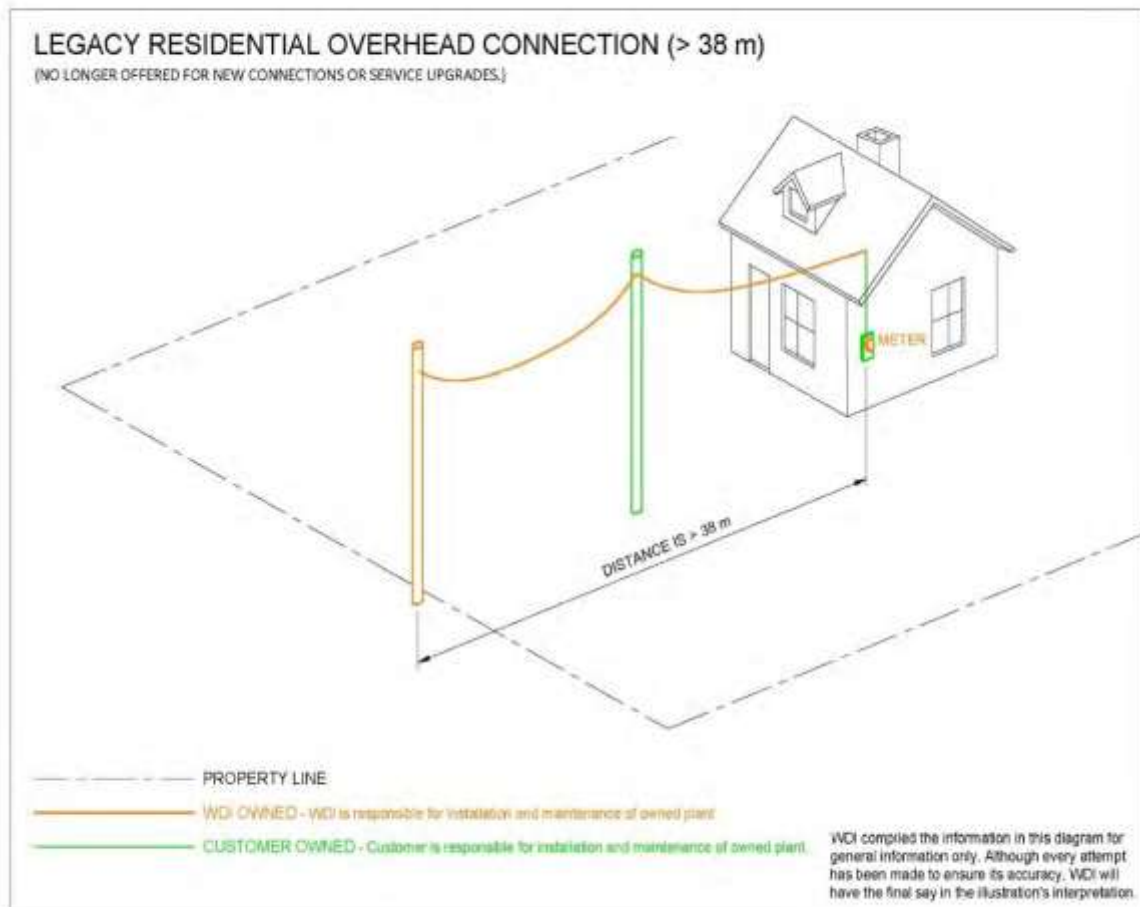 LEGACY RESIDENTIAL OVERHEAD CONNECTION (> 38 m)
(NO LONGER OFFERED FOR NEW CONNECTIONS OR SERVICE UPGRADES.)
METER
DISTANCE IS > 38 m
PROPERTY LINE
WDI OWNED - WDI is responsible for installation and maintenance of owned plant
CUSTOMER OWNED - Customer is responsible for installation and maintenance of owned plant.
WDI compiled the information in this diagram for
general information only. Although every attempt
has been made to ensure its accuracy, WDI will
have the final say in the illustration's interpretation.